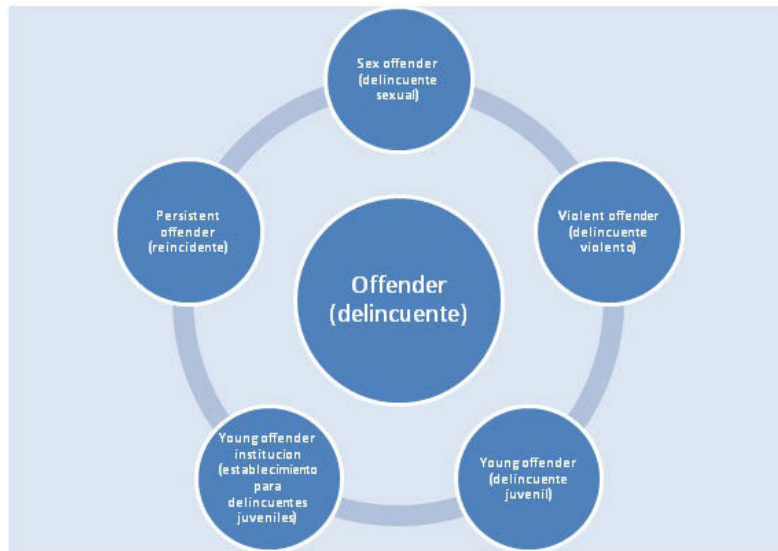 Sex offender
(delincuente
sexual)
Violent offender
(delincuente
violento)
Young offender
(delincuente
juvenil)
Young offender
institucion
(establecimiento
para
delincuentes
juveniles)
Persistent
offender
(reincidente)
Offender
(delincuente)